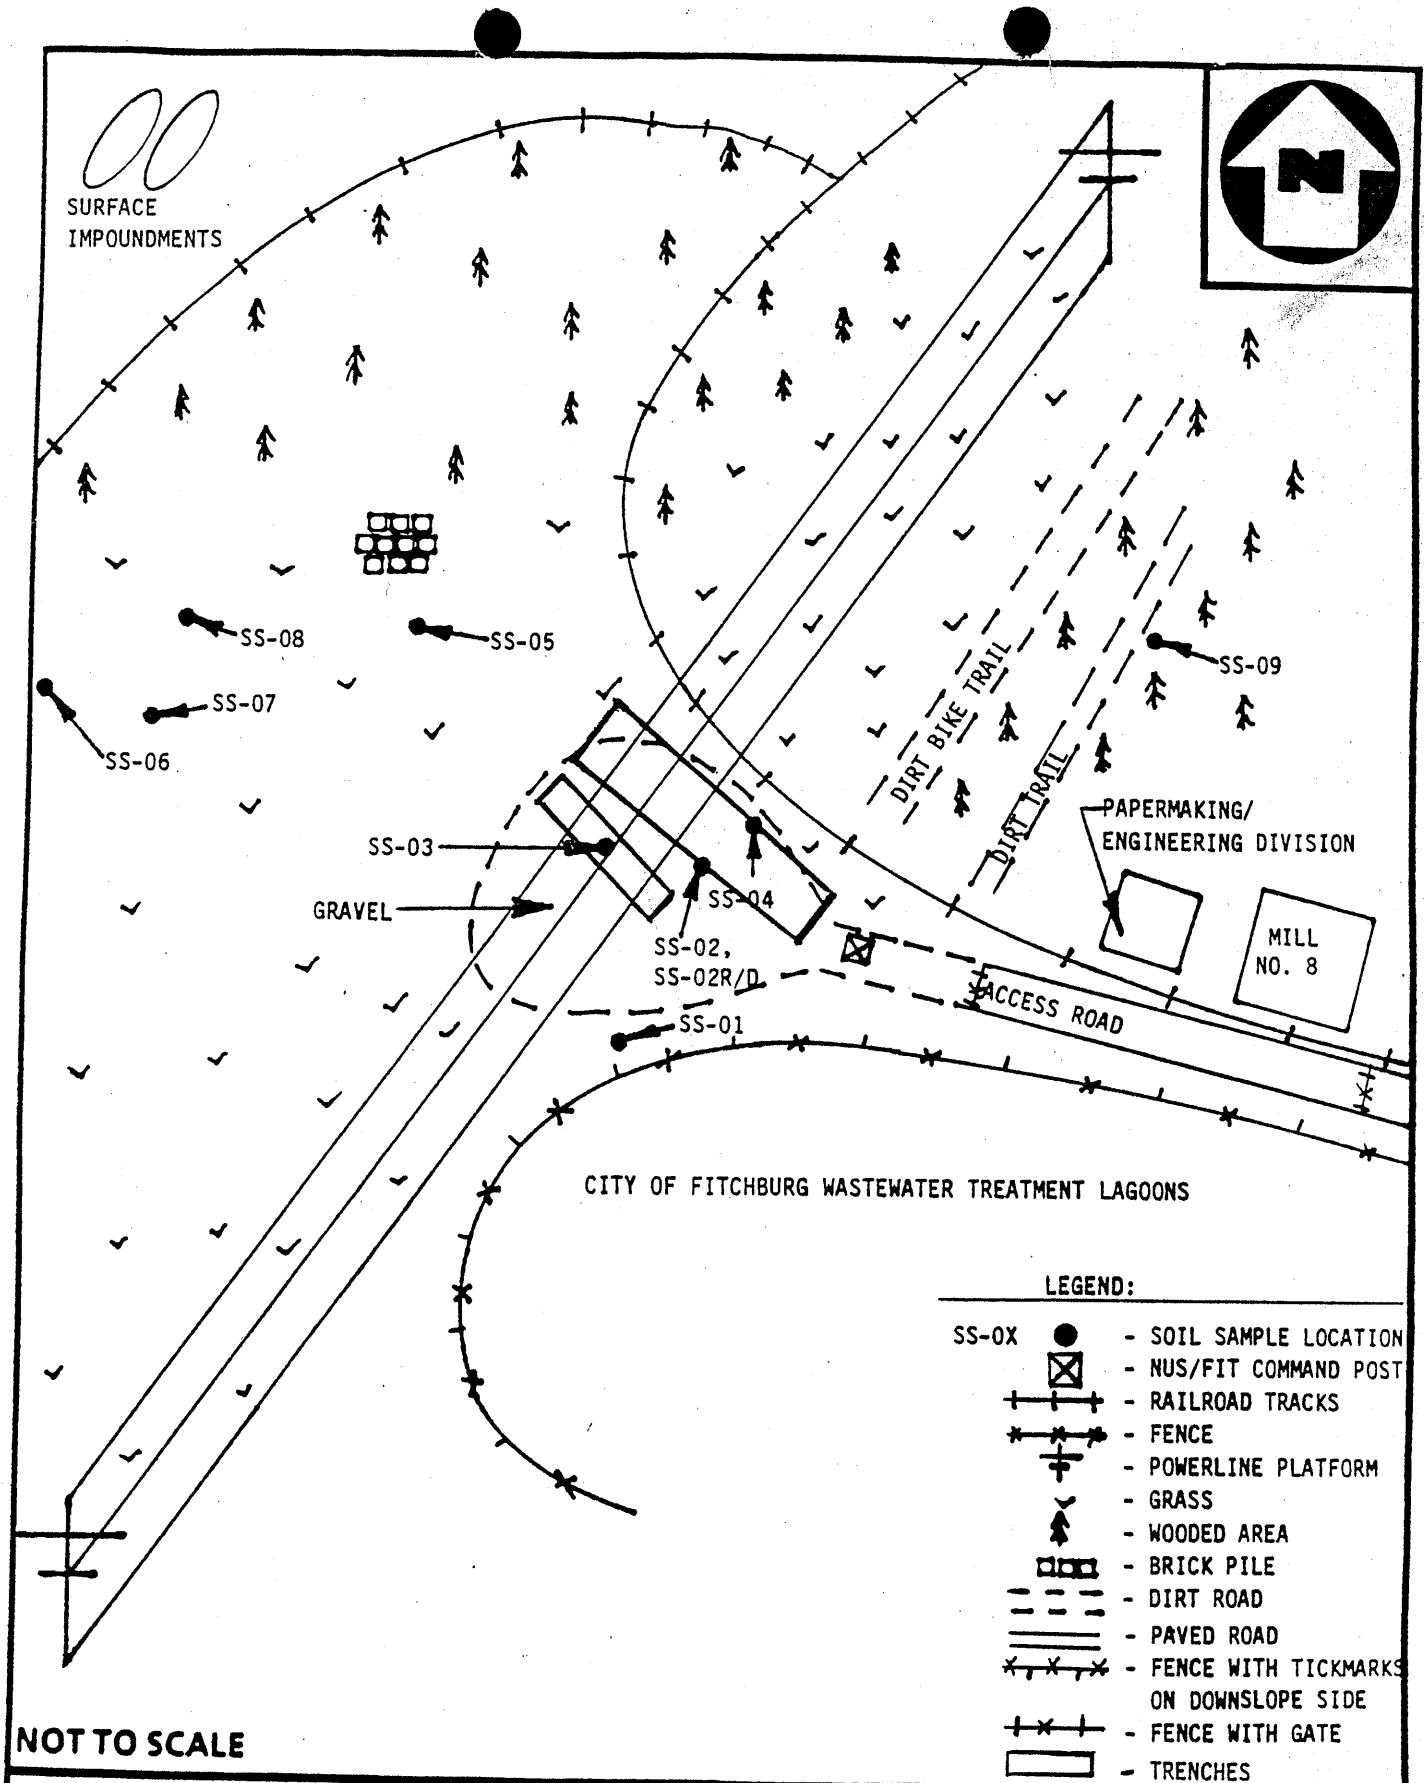 N
SURFACE
IMPOUNDMENTS
SS-08
SS-05
SS-09
SS-07
SS-06
DIRT BIKE TRAIL
DIRT TRAIL
PAPERMAKING/
ENGINEERING DIVISION
SS-03
SS-04
GRAVEL
MILL
NO. 8
SS-02,
SS-02R/D
ACCESS ROAD
SS-01
CITY OF FITCHBURG WASTEWATER TREATMENT LAGOONS
LEGEND:
SS-0X - SOIL SAMPLE LOCATION
- NUS/FIT COMMAND POST
- RAILROAD TRACKS
- FENCE
- POWERLINE PLATFORM
- GRASS
- WOODED AREA
- BRICK PILE
- DIRT ROAD
- PAVED ROAD
- FENCE WITH TICKMARKS
ON DOWNSLOPE SIDE
- FENCE WITH GATE
- TRENCHES
NOT TO SCALE